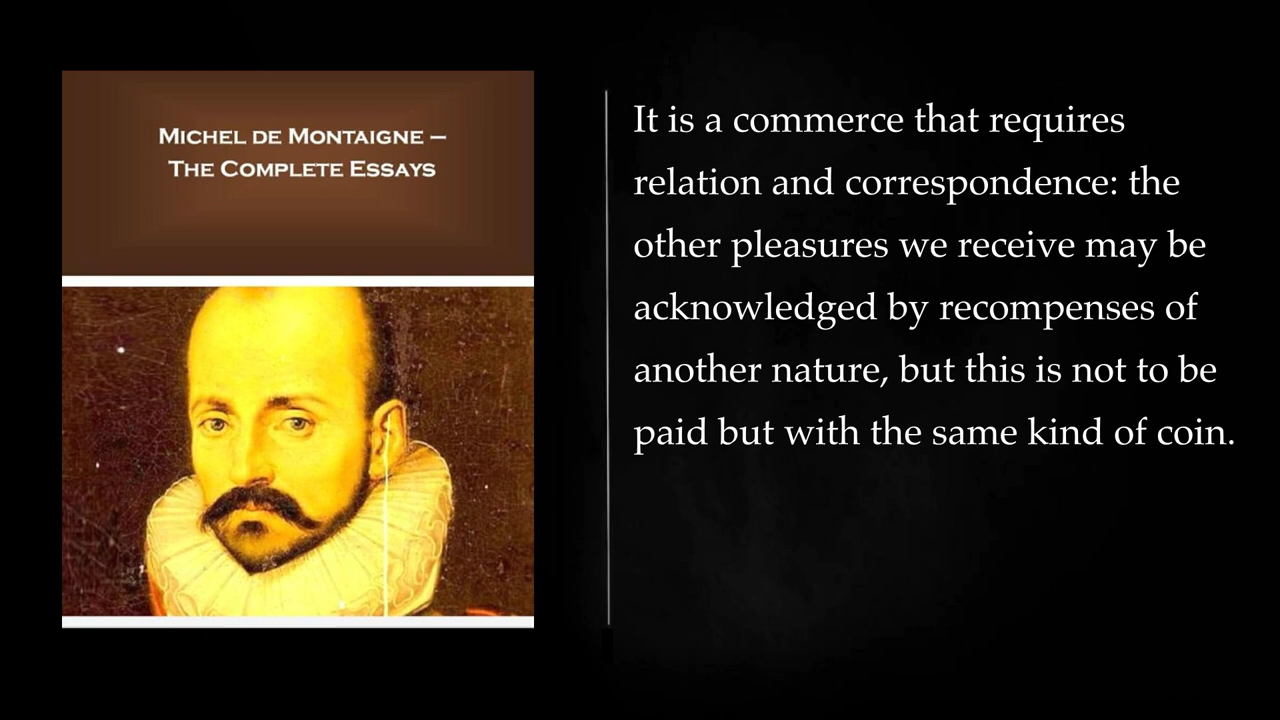 Michel de Montaigne –
The Complete Essays
It is a commerce that requires
relation and correspondence: the
other pleasures we receive may be
acknowledged by recompenses of
another nature, but this is not to be
paid but with the same kind of coin.